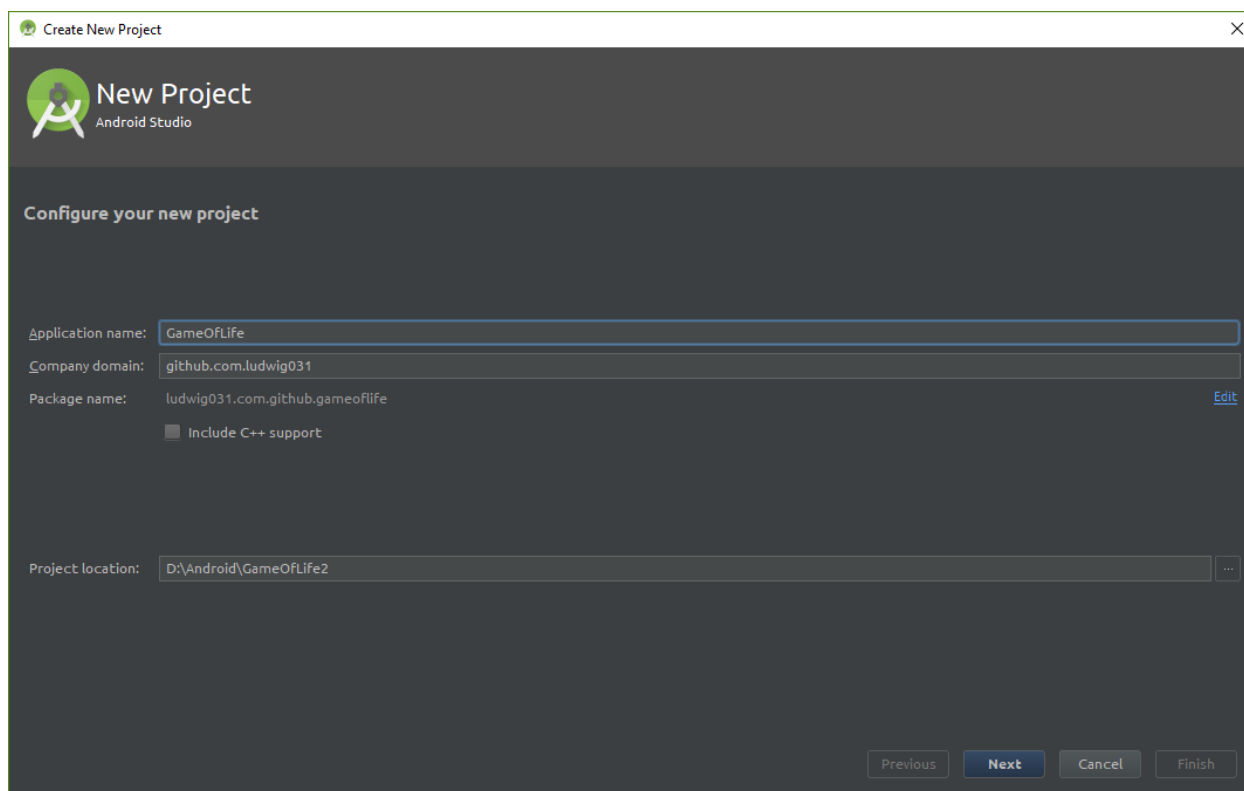 Create New Project
New Project
Android Studio
Configure your new project
Application name: GameOfLife
Company domain: github.com.ludwig031
Package name: ludwig031.com.github.gameoflife Edit
Include C++ support
Project location: D:\Android\GameOfLife2 ...
Previous Next Cancel Finish